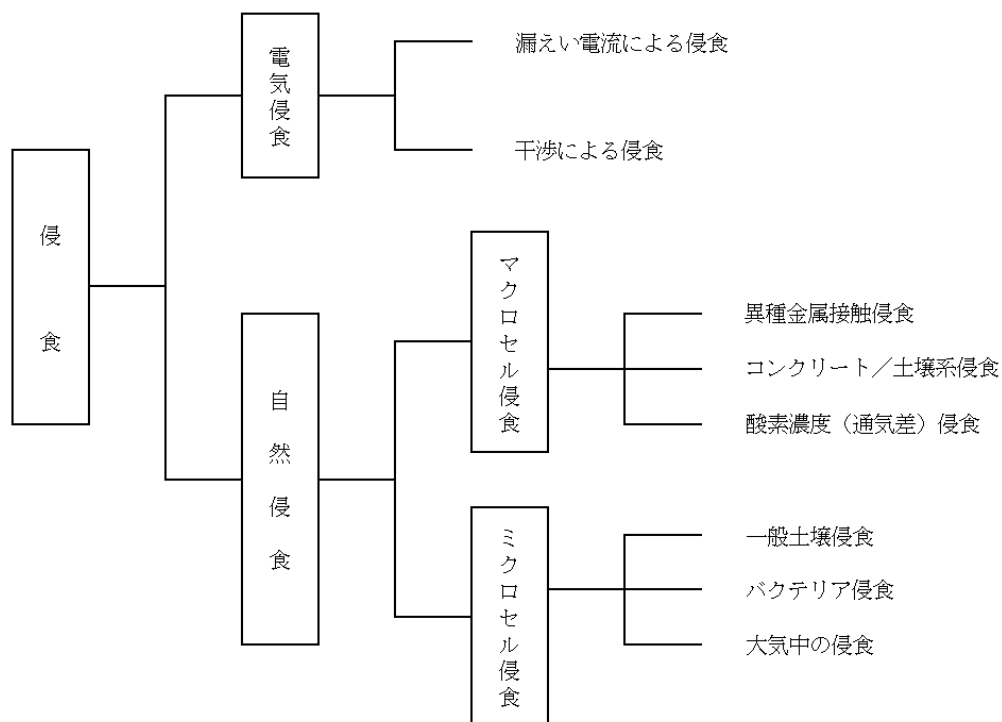 侵食
電気侵食
漏えい電流による侵食
干渉による侵食
自然侵食
マクロセル侵食
異種金属接触侵食
コンクリート／土壌系侵食
酸素濃度（通気差）侵食
ミクロセル侵食
一般土壌侵食
バクテリア侵食
大気中の侵食